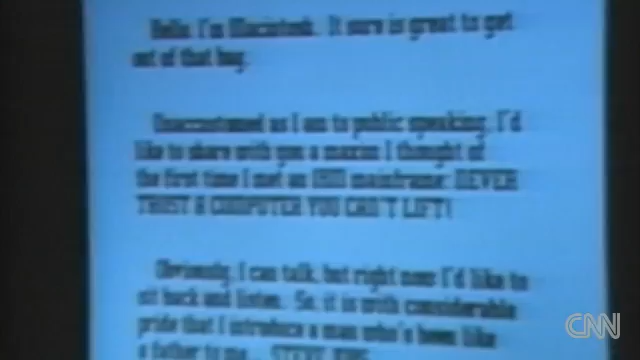 Hello, I'm Macintosh. It sure is great to get
out of that bag.
Unaccustomed as I am to public speaking, I'd
like to share with you a maxim I thought of
the first time I met an IBM mainframe: NEVER
TRUST A COMPUTER YOU CAN'T LIFT!
Obviously, I can talk, but right now I'd like to
sit back and listen. So, it is with considerable
pride that I introduce a man who's been like
a father to me... STEVE JOBS.
CNN